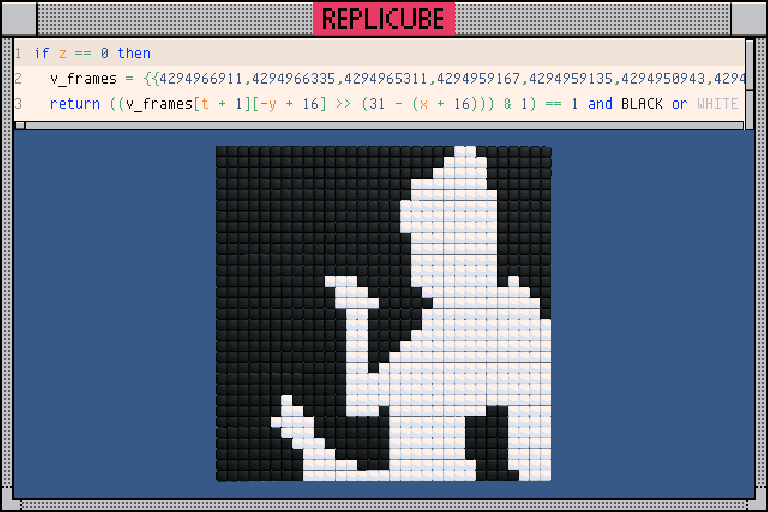 REPLICUBE
1 if z == 0 then
2 v_frames = {{4294966911,4294966335,4294965311,4294959167,4294959135,4294950943,4294
3 return ((v_frames[t + 1][-y + 16] >> (31 - (x + 16))) & 1) == 1 and BLACK or WHITE